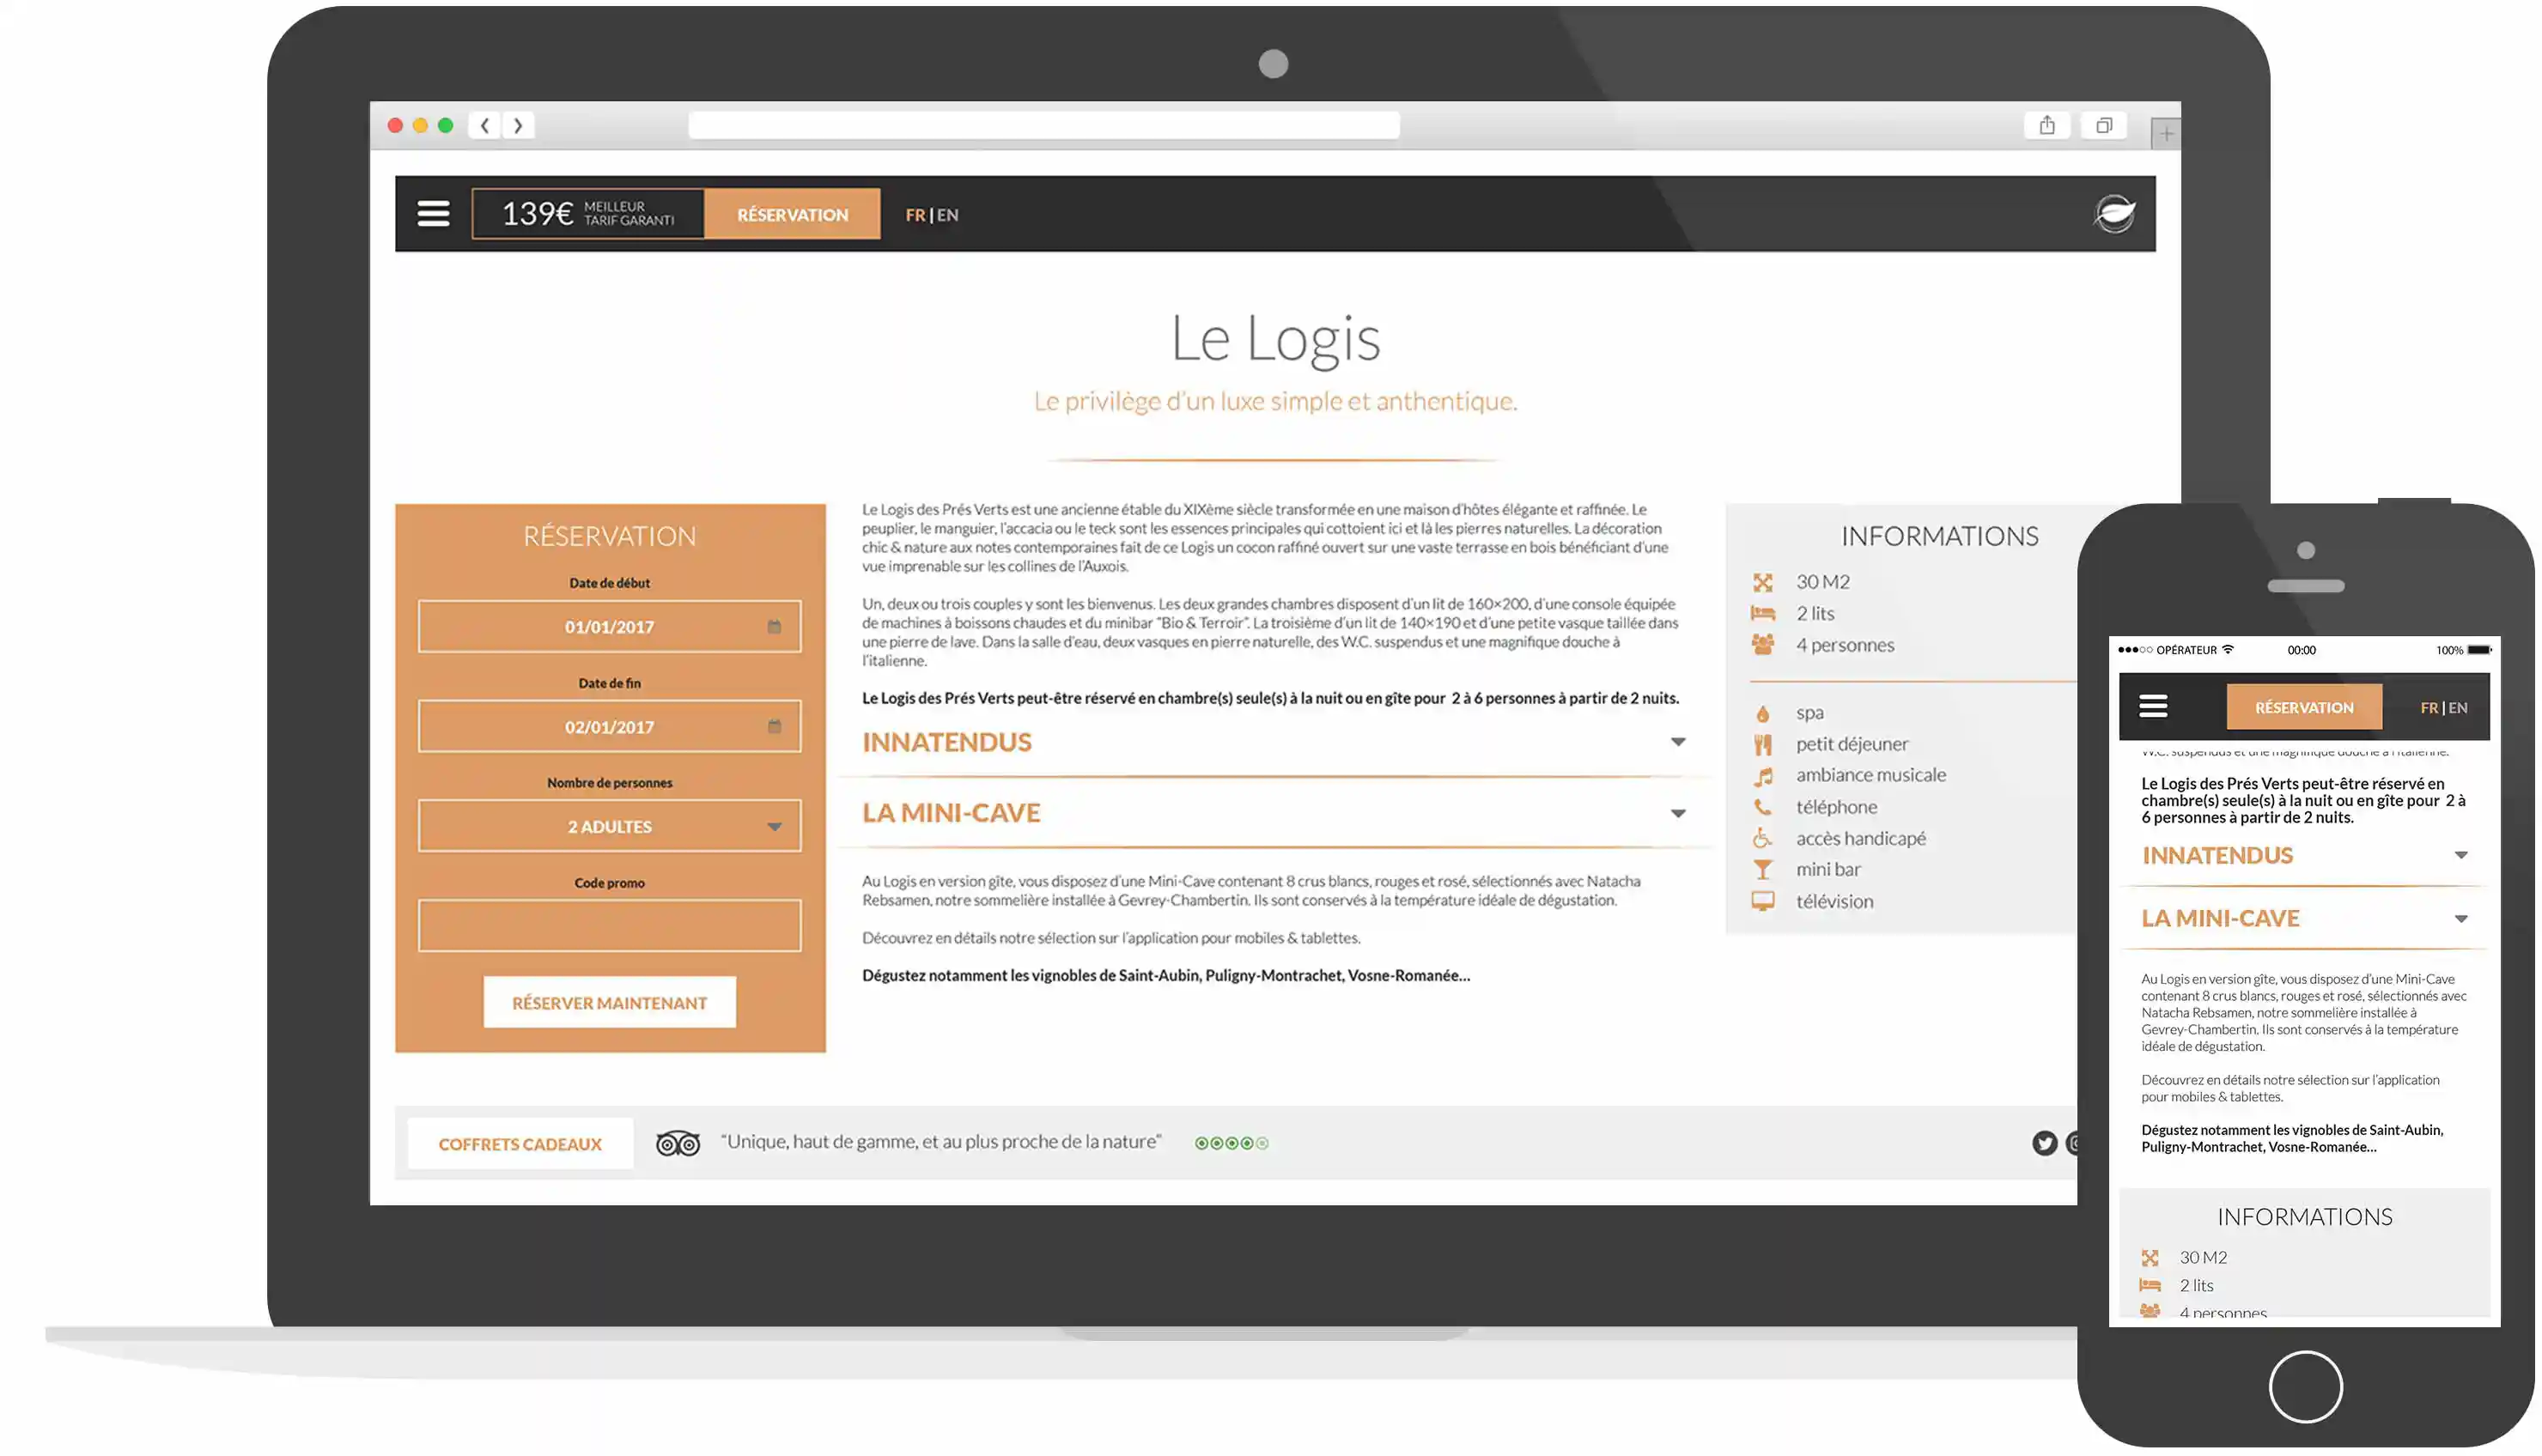 139€ MEILLEUR
TARIF GARANTI
RÉSERVATION
FR | EN
Le Logis
Le privilège d'un luxe simple et anthentique.
RÉSERVATION
Date de début
01/01/2017
Date de fin
02/01/2017
Nombre de personnes
2 ADULTES
Code promo
RÉSERVER MAINTENANT
Le Logis des Prés Verts est une ancienne étable du XIXème siècle transformée en une maison d'hôtes élégante et raffinée. Le
peuplier, le manguier, l'accacia ou le teck sont les essences principales qui cottoient ici et là les pierres naturelles. La décoration
chic & nature aux notes contemporaines fait de ce Logis un cocon raffiné ouvert sur une vaste terrasse en bois bénéficiant d'une
vue imprenable sur les collines de l'Auxois.
Un, deux ou trois couples y sont les bienvenus. Les deux grandes chambres disposent d'un lit de 160×200, d'une console équipée
de machines à boissons chaudes et du minibar "Bio & Terroir". La troisième d'un lit de 140×190 et d'une petite vasque taillée dans
une pierre de lave. Dans la salle d'eau, deux vasques en pierre naturelle, des W.C. suspendus et une magnifique douche à
l'italienne.
Le Logis des Prés Verts peut-être réservé en chambre(s) seule(s) à la nuit ou en gîte pour 2 à 6 personnes à partir de 2 nuits.
INNATENDUS
LA MINI-CAVE
Au Logis en version gîte, vous disposez d'une Mini-Cave contenant 8 crus blancs, rouges et rosé, sélectionnés avec Natacha
Rebsamen, notre sommelière installée à Gevrey-Chambertin. Ils sont conservés à la température idéale de dégustation.
Découvrez en détails notre sélection sur l'application pour mobiles & tablettes.
Dégustez notamment les vignobles de Saint-Aubin, Puligny-Montrachet, Vosne-Romanée...
INFORMATIONS
30 M2
2 lits
4 personnes
spa
petit déjeuner
ambiance musicale
téléphone
accès handicapé
mini bar
télévision
COFFRETS CADEAUX
"Unique, haut de gamme, et au plus proche de la nature"
OPÉRATEUR 00:00 100%
RÉSERVATION
FR | EN
W.C. suspendus et une magnifique douche à l'italienne.
Le Logis des Prés Verts peut-être réservé en
chambre(s) seule(s) à la nuit ou en gîte pour 2 à
6 personnes à partir de 2 nuits.
INNATENDUS
LA MINI-CAVE
Au Logis en version gîte, vous disposez d'une Mini-Cave
contenant 8 crus blancs, rouges et rosé, sélectionnés avec
Natacha Rebsamen, notre sommelière installée à
Gevrey-Chambertin. Ils sont conservés à la température
idéale de dégustation.
Découvrez en détails notre sélection sur l'application
pour mobiles & tablettes.
Dégustez notamment les vignobles de Saint-Aubin,
Puligny-Montrachet, Vosne-Romanée...
INFORMATIONS
30 M2
2 lits
4 personnes